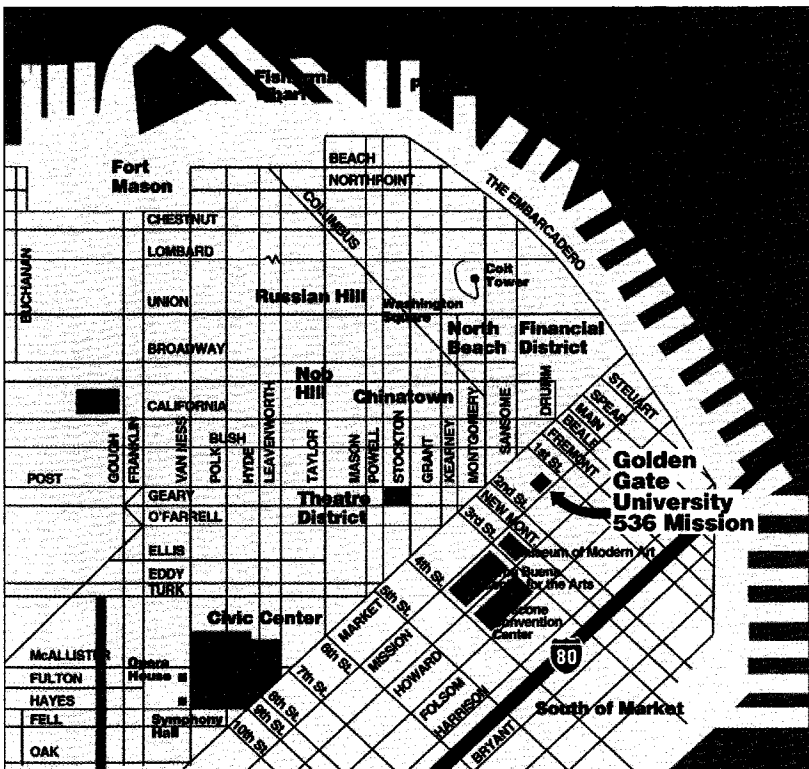 Fort
Mason
BEACH
NORTHPOINT
COLUMBUS
THE EMBARCADERO
CHESTNUT
LOMBARD
BUCHANAN
Coit
Tower
UNION
Russian Hill
Washington
Square
North
Beach
Financial
District
BROADWAY
Nob
Hill
Chinatown
CALIFORNIA
GOUGH
FRANKLIN
VAN NESS
POLK
BUSH
HYDE
LEAVENWORTH
TAYLOR
MASON
POWELL
STOCKTON
GRANT
KEARNEY
MONTGOMERY
SANSOME
DRUMM
STEUART
SPEAR
MAIN
BEALE
FREMONT
1st St.
2nd St.
NEW MONT.
3rd St.
4th St.
5th St.
6th St.
7th St.
8th St.
9th St.
10th St.
Golden
Gate
University
536 Mission
POST
GEARY
O'FARRELL
Theatre
District
ELLIS
EDDY
TURK
of Modern Art
Buena
for the Arts
Convention
Center
MARKET
MISSION
HOWARD
FOLSOM
HARRISON
BRYANT
80
South of Market
Civic Center
McALLISTER
FULTON
HAYES
FELL
OAK
Opera
House
Symphony
Hall